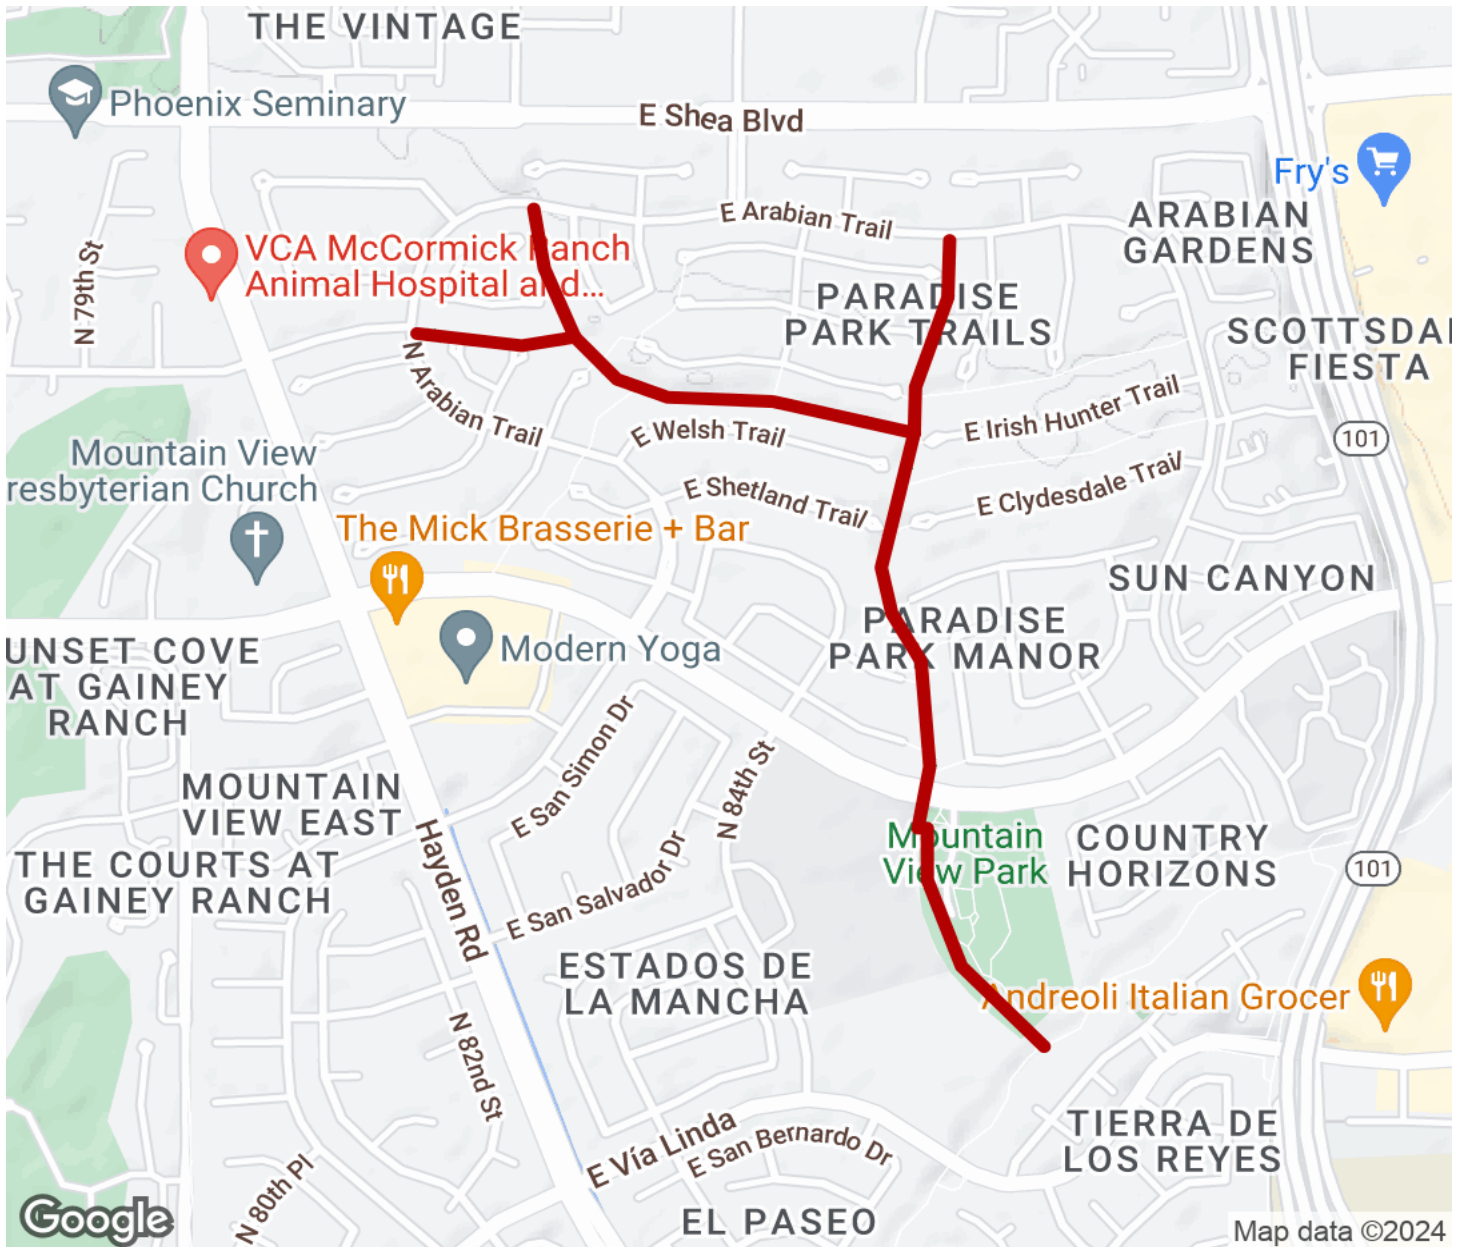 THE VINTAGE
Phoenix Seminary
E Shea Blvd
Fry's
E Arabian Trail
ARABIAN
GARDENS
N 79th St
VCA McCormick Ranch
Animal Hospital and...
PARADISE
PARK TRAILS
SCOTTSDAL
FIESTA
N Arabian Trail
E Welsh Trail
E Irish Hunter Trail
101
Mountain View
resbyterian Church
E Shetland Trail
E Clydesdale Trail
The Mick Brasserie + Bar
SUN CANYON
PARADISE
PARK MANOR
UNSET COVE
AT GAINEY
RANCH
Modern Yoga
E San Simon Dr
N 84th St
MOUNTAIN
VIEW EAST
THE COURTS AT
GAINEY RANCH
Hayden Rd
E San Salvador Dr
Mountain
View Park
COUNTRY
HORIZONS
101
ESTADOS DE
LA MANCHA
Andreoli Italian Grocer
N 82nd St
E Vía Linda
E San Bernardo Dr
TIERRA DE
LOS REYES
N 80th Pl
EL PASEO
Google
Map data ©2024